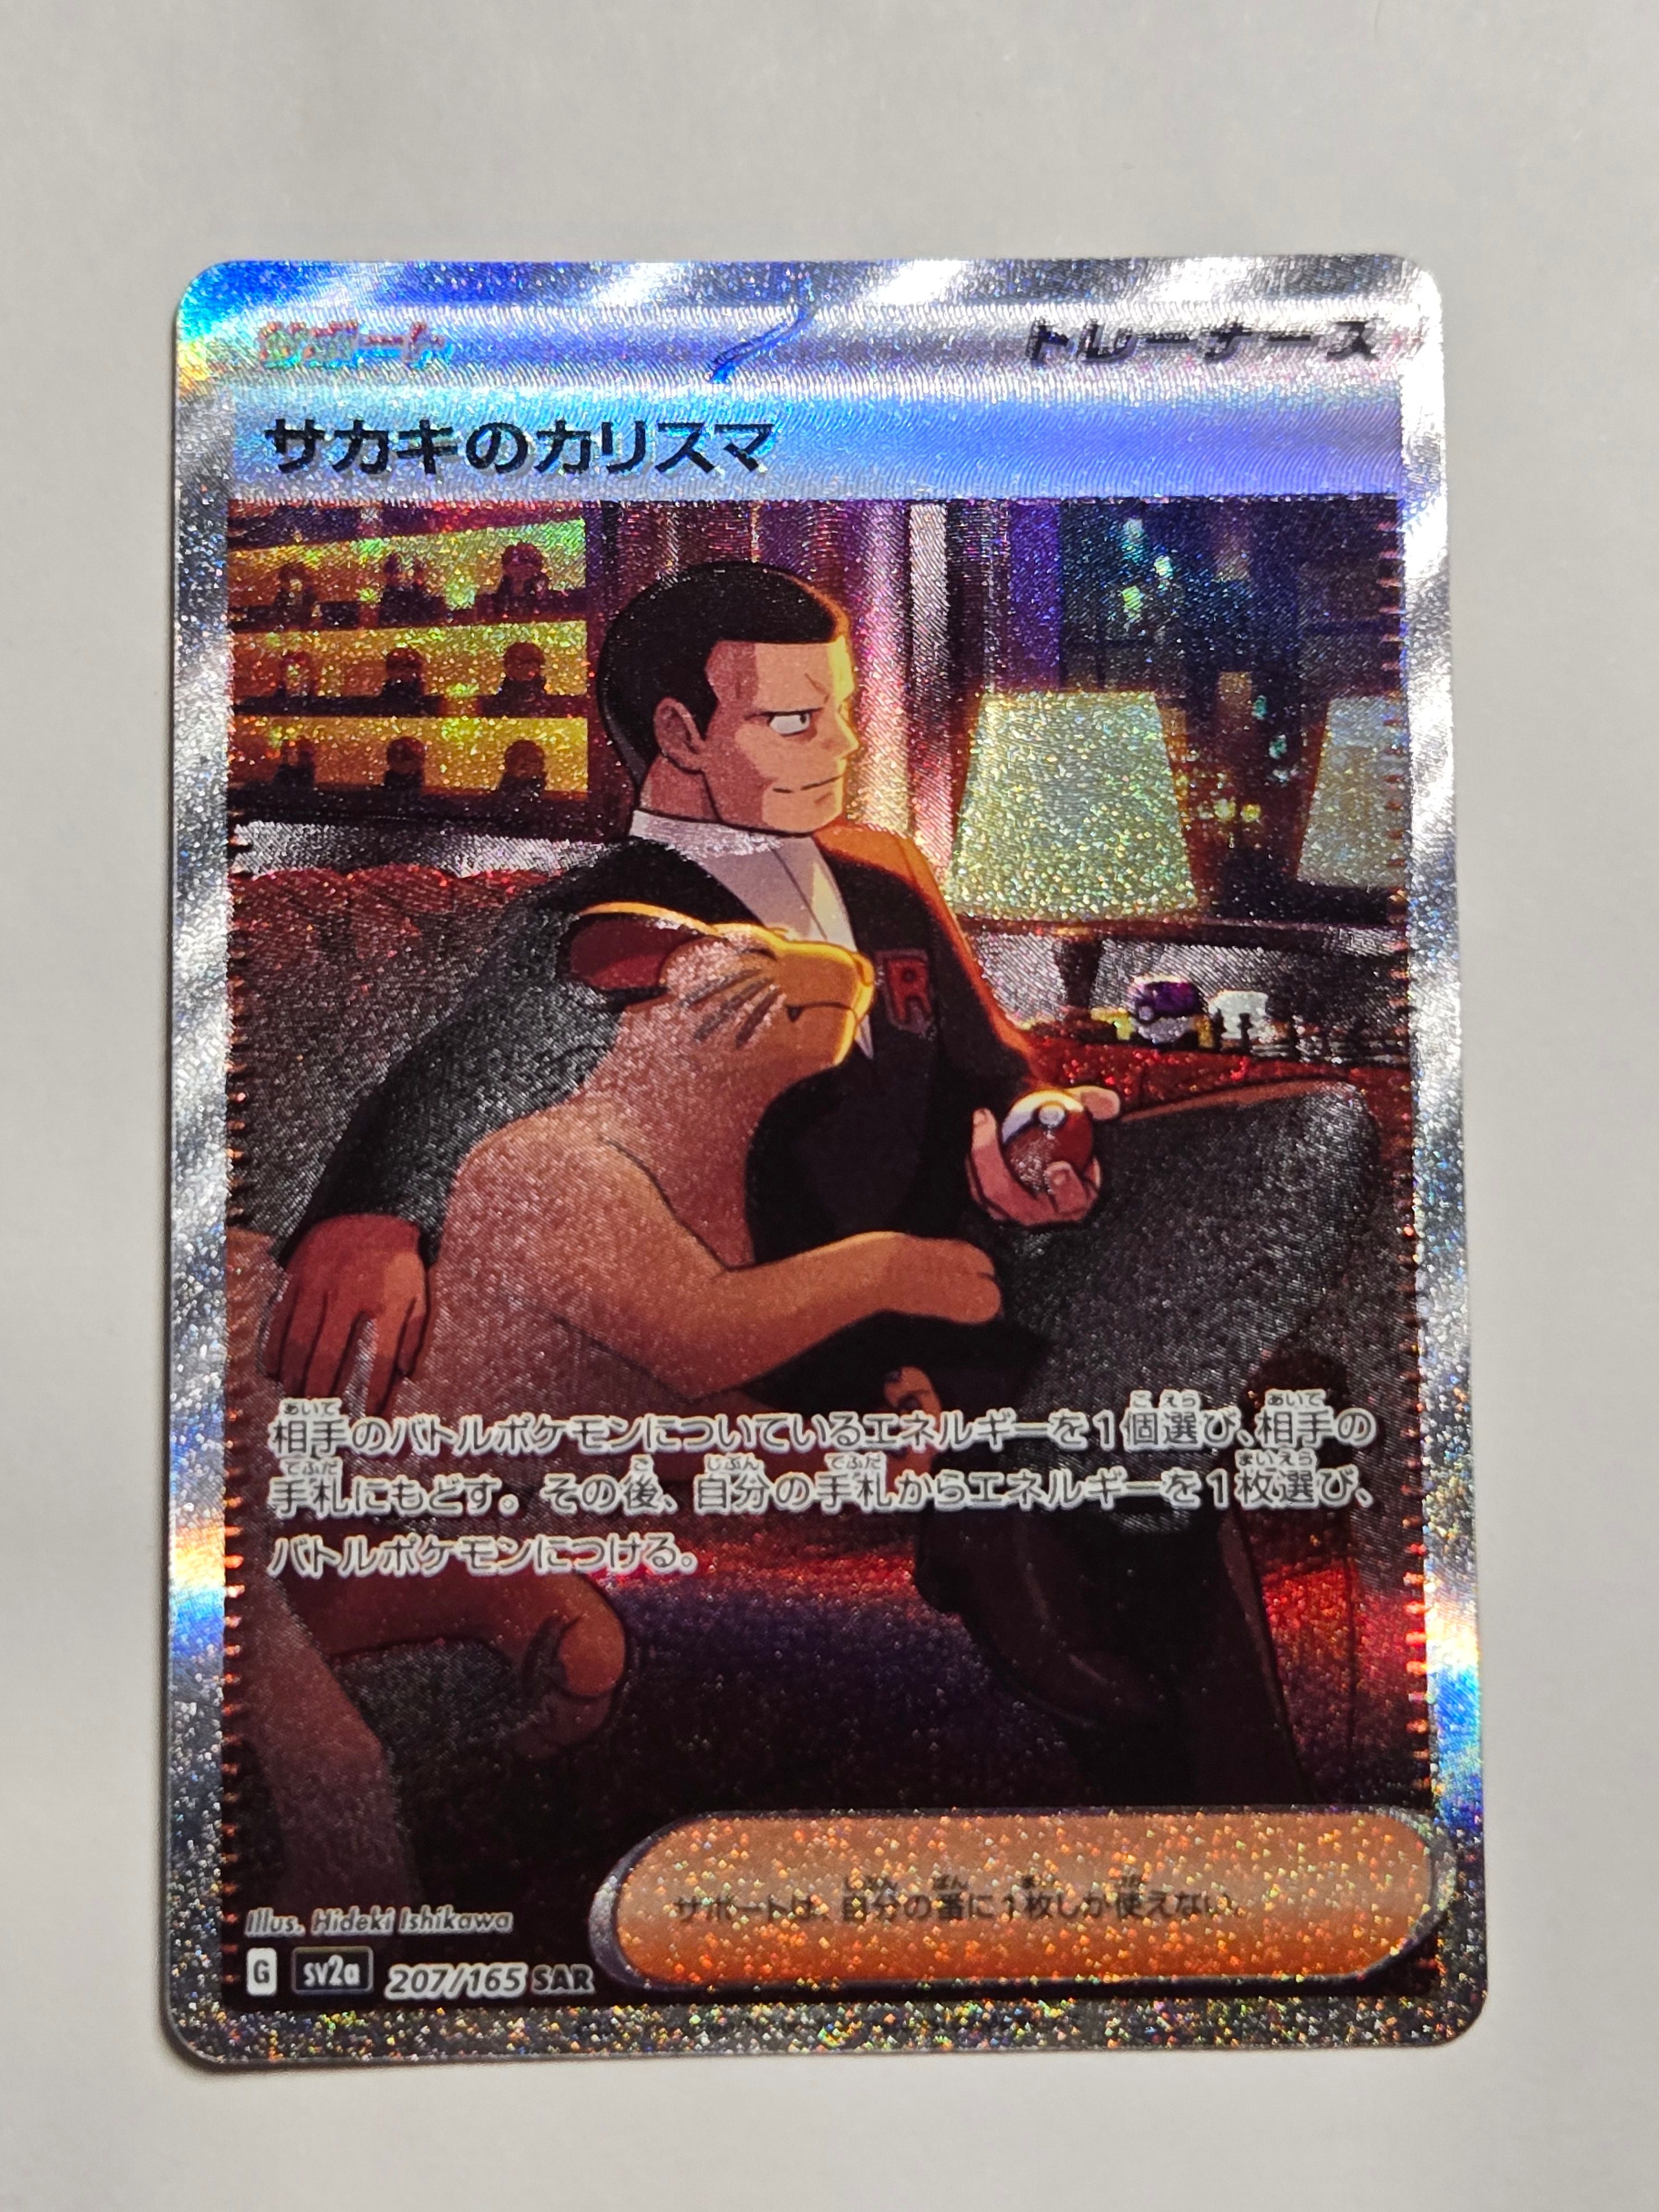 サポート
トレーナーズ
サカキのカリスマ
相手のバトルポケモンについているエネルギーを1個選び、相手の
手札にもどす。その後、自分の手札からエネルギーを1枚選び、
バトルポケモンにつける。
サポートは、自分の番に1枚しか使えない。
Illus. Hideki Ishikawa
G sv2a 207/165 SAR
R